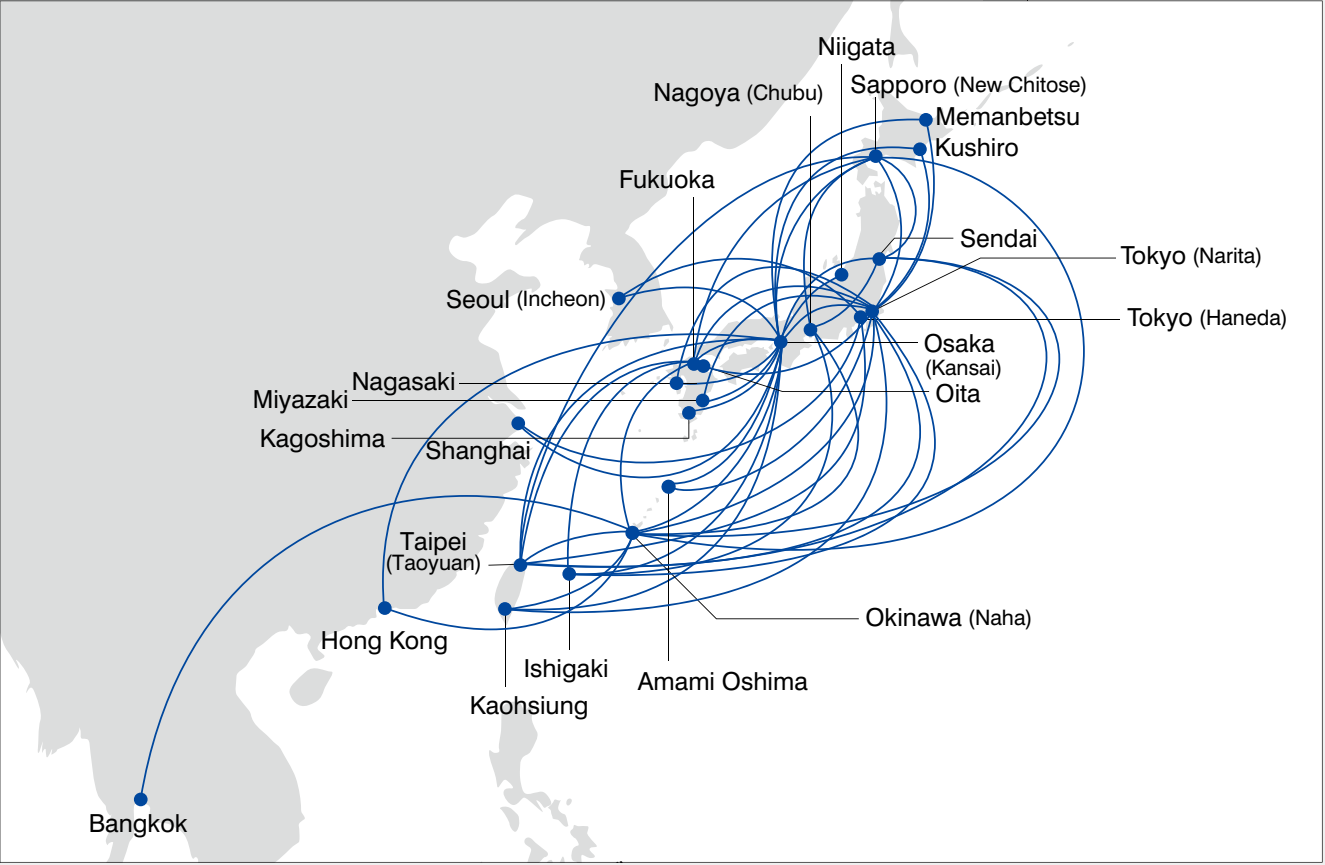 Niigata
Nagoya (Chubu)
Sapporo (New Chitose)
Memanbetsu
Kushiro
Fukuoka
Sendai
Tokyo (Narita)
Seoul (Incheon)
Tokyo (Haneda)
Osaka
(Kansai)
Nagasaki
Oita
Miyazaki
Kagoshima
Shanghai
Taipei
(Taoyuan)
Okinawa (Naha)
Hong Kong
Ishigaki
Amami Oshima
Kaohsiung
Bangkok